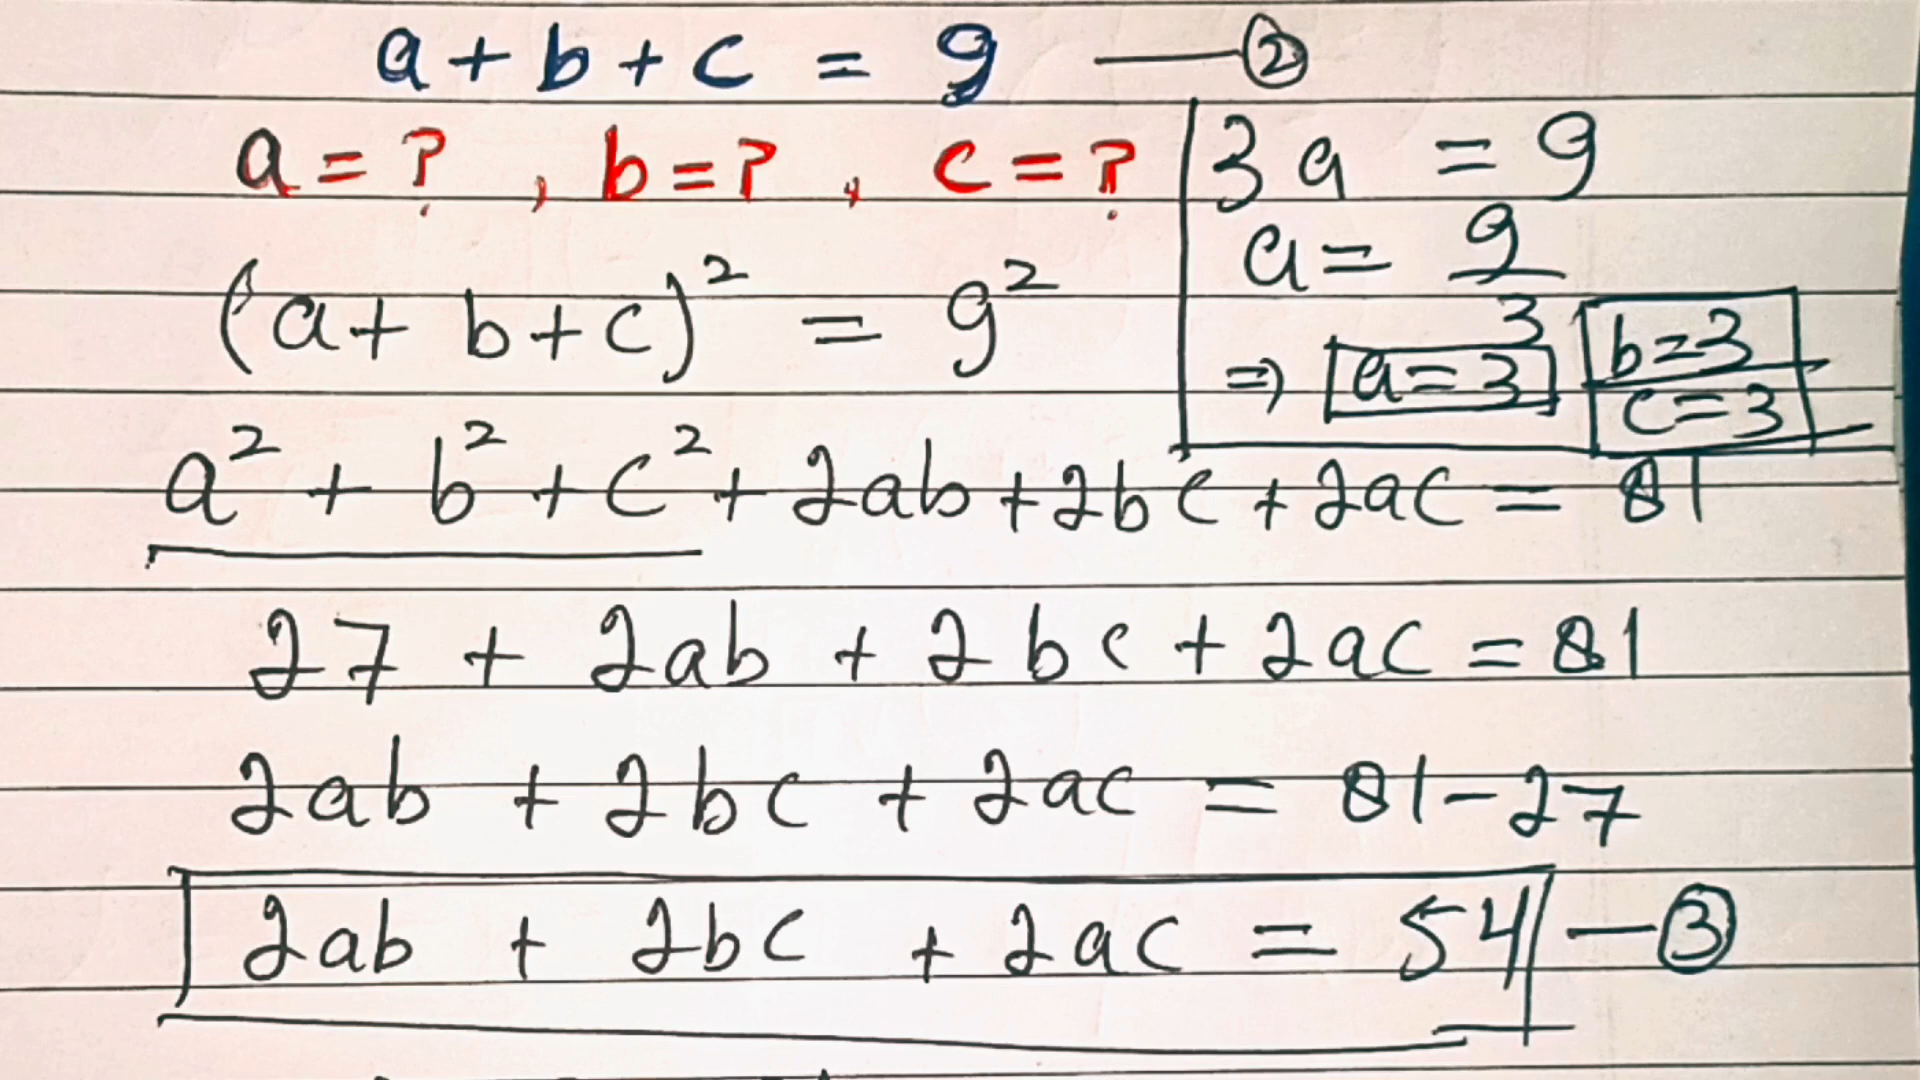 a + b + c = 9 —②
a = ? , b = ? , c = ?
3a = 9
a = 9/3
⇒ a = 3
b = 3
c = 3
(a + b + c)² = 9²
a² + b² + c² + 2ab + 2bc + 2ac = 81
27 + 2ab + 2bc + 2ac = 81
2ab + 2bc + 2ac = 81 - 27
2ab + 2bc + 2ac = 54 —③